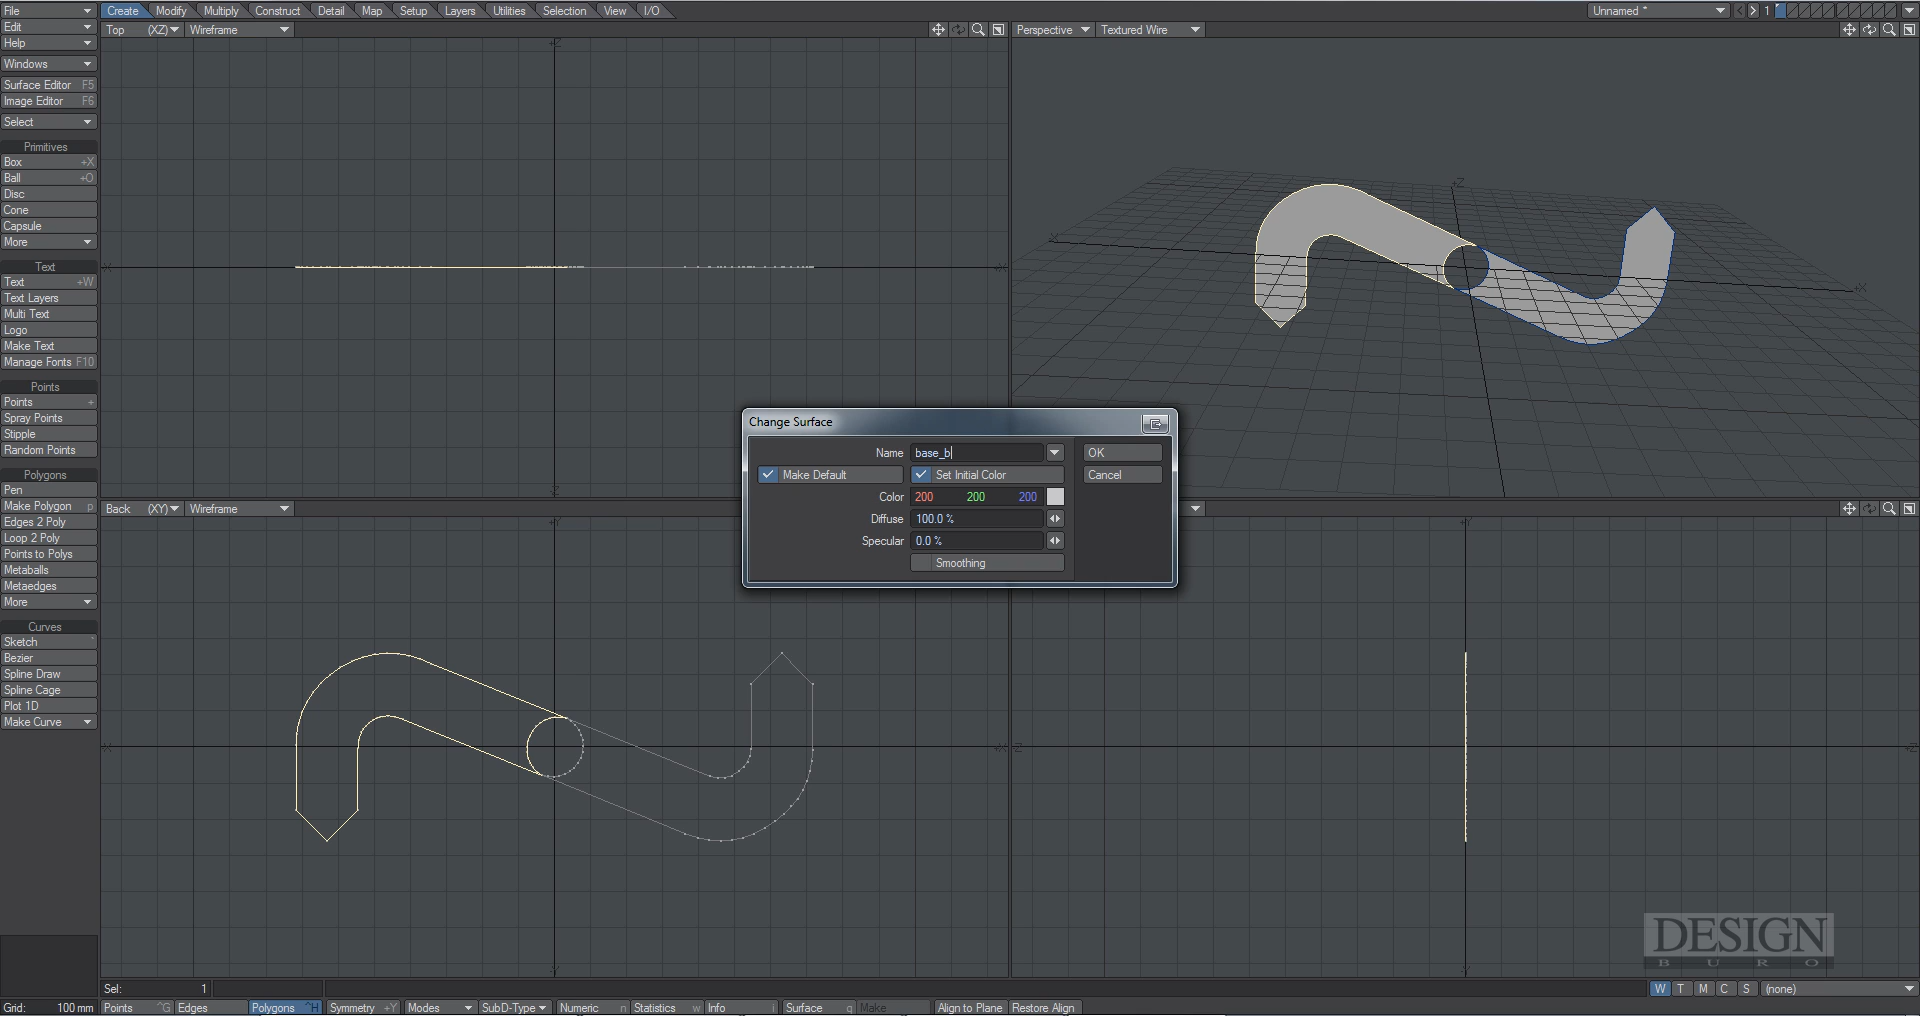 File Create Modify Multiply Construct Detail Map Setup Layers Utilities Selection View I/O Unnamed * 1
Edit
Help
Windows
Surface Editor F5
Image Editor F6
Select
Primitives
Box +X
Ball +O
Disc
Cone
Capsule
More
Text
Text +W
Text Layers
Multi Text
Logo
Make Text
Manage Fonts F10
Points
Points +
Spray Points
Stipple
Random Points
Polygons
Pen
Make Polygon p
Edges 2 Poly
Loop 2 Poly
Points to Polys
Metaballs
Metaedges
More
Curves
Sketch
Bezier
Spline Draw
Spline Cage
Plot 1D
Make Curve
Top (XZ) Wireframe
Perspective Textured Wire
Back (XY) Wireframe
Change Surface
Name base_b OK
Make Default Set Initial Color Cancel
Color 200 200 200
Diffuse 100.0 %
Specular 0.0 %
Smoothing
DESIGN
BURO
Sel: 1 W T M C S (none)
Grid: 100 mm Points ^G Edges Polygons ^H Symmetry +Y Modes SubD-Type Numeric n Statistics w Info i Surface q Make Align to Plane Restore Align